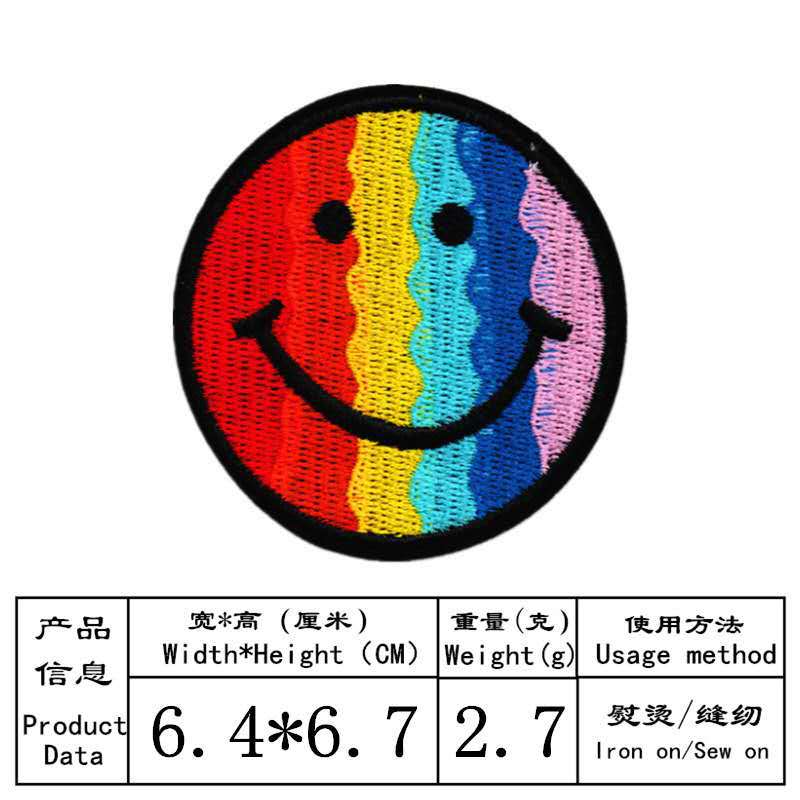 产品
信息
Product
Data
宽*高 (厘米)
Width*Height (CM)
6.4*6.7
重量(克)
Weight(g)
2.7
使用方法
Usage method
熨烫/缝纫
Iron on/Sew on